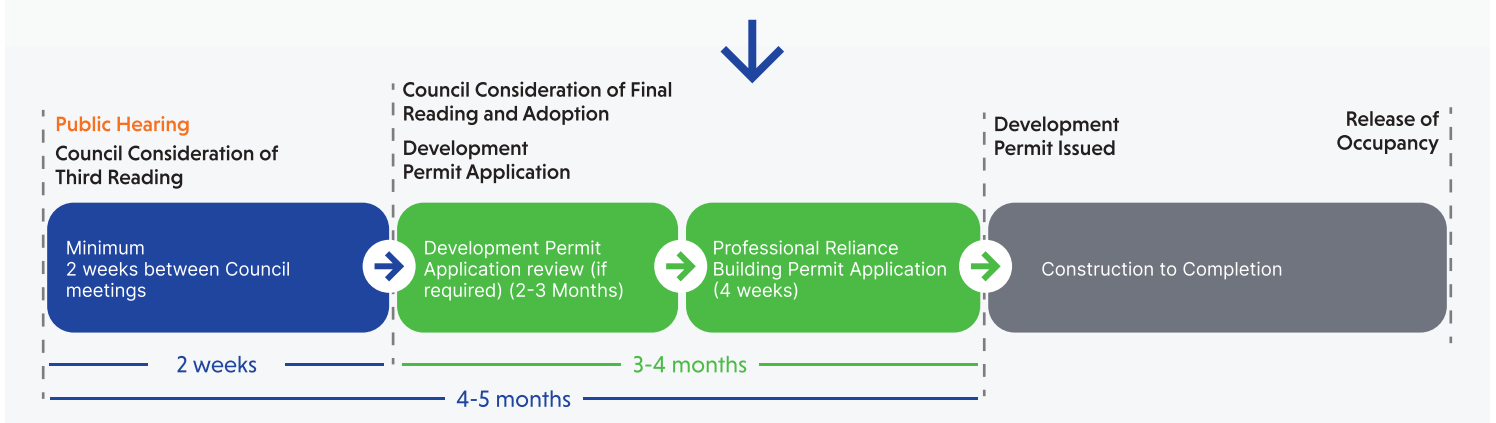 Public Hearing
Council Consideration of
Third Reading
Council Consideration of Final
Reading and Adoption
Development
Permit Application
Development
Permit Issued
Release of
Occupancy
Minimum
2 weeks between Council
meetings
Development Permit
Application review (if
required) (2-3 Months)
Professional Reliance
Building Permit Application
(4 weeks)
Construction to Completion
2 weeks
3-4 months
4-5 months